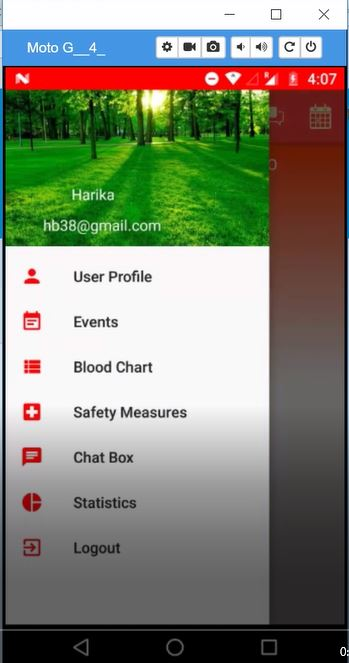 Moto G__4_
4:07
Harika
hb38@gmail.com
User Profile
Events
Blood Chart
Safety Measures
Chat Box
Statistics
Logout
0: